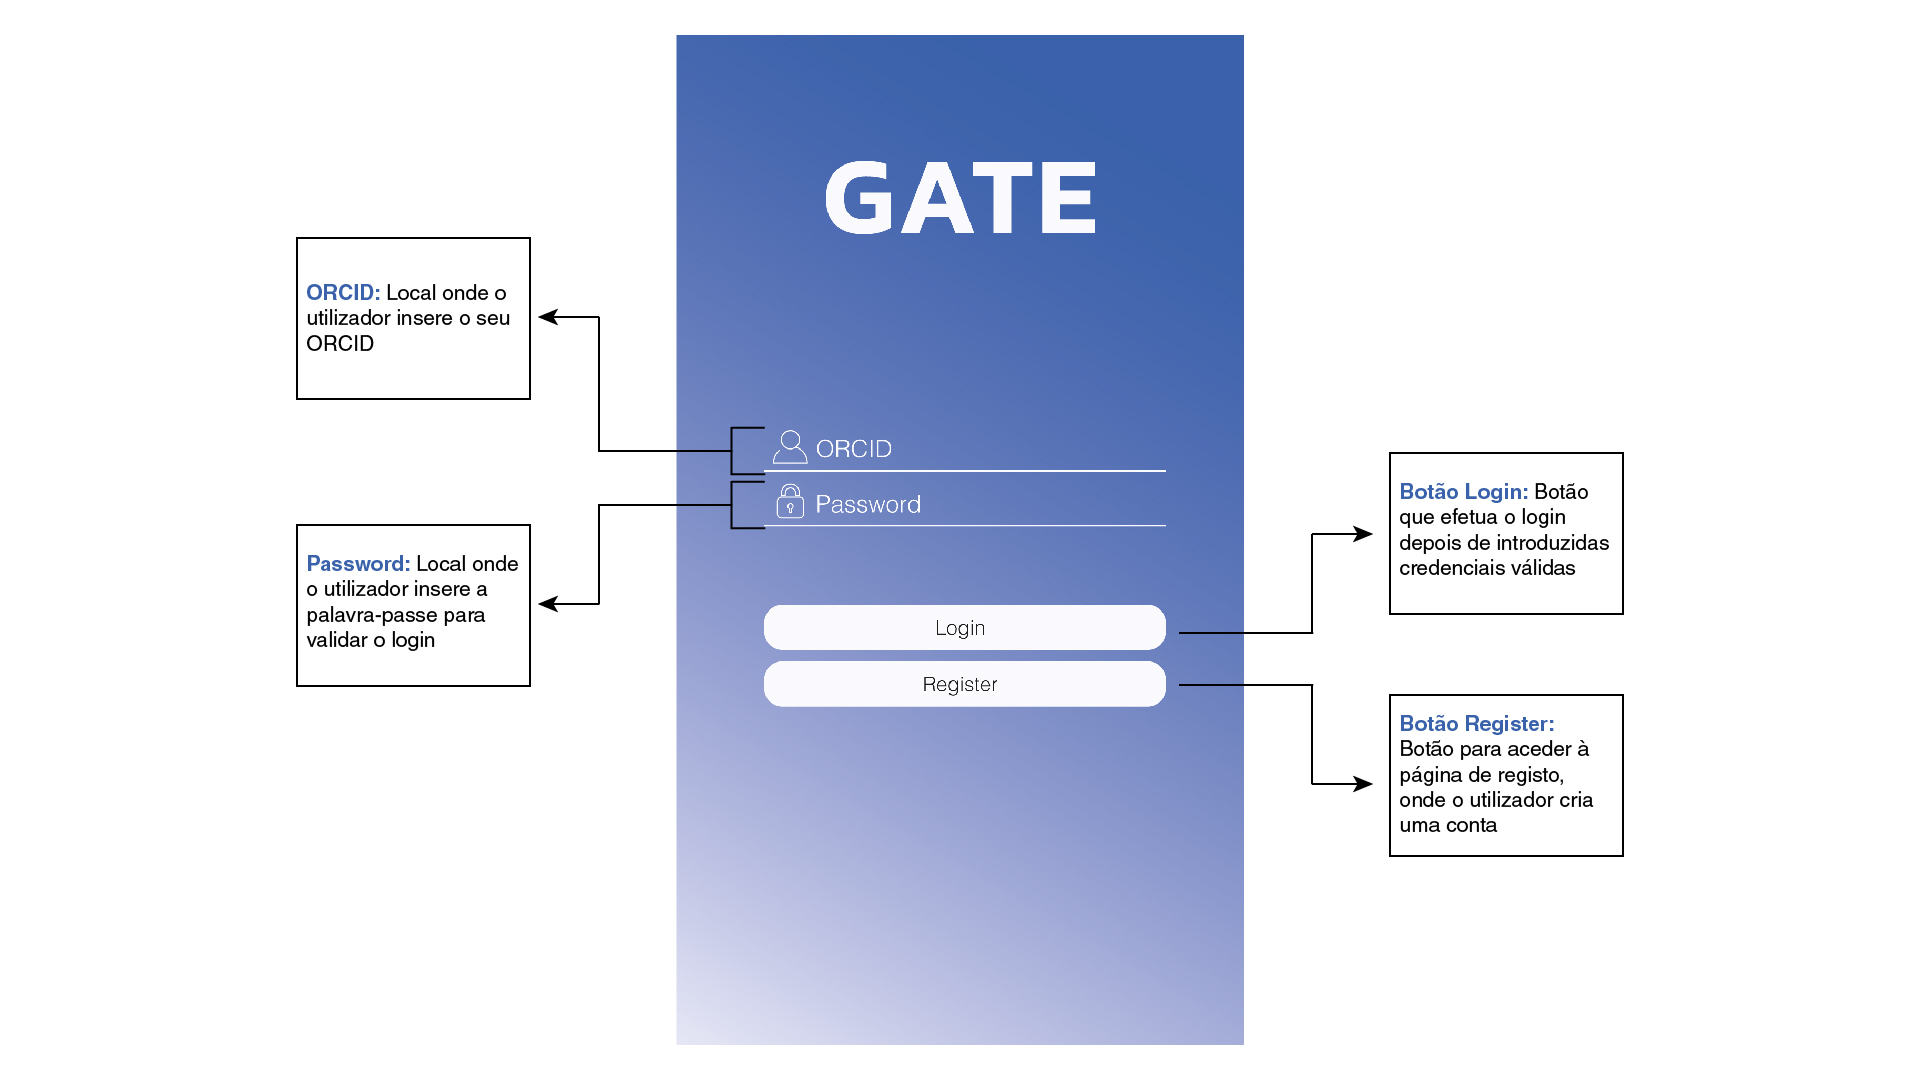 GATE
ORCID: Local onde o
utilizador insere o seu
ORCID
Password: Local onde
o utilizador insere a
palavra-passe para
validar o login
ORCID
Password
Login
Register
Botão Login: Botão
que efetua o login
depois de introduzidas
credenciais válidas
Botão Register:
Botão para aceder à
página de registo,
onde o utilizador cria
uma conta